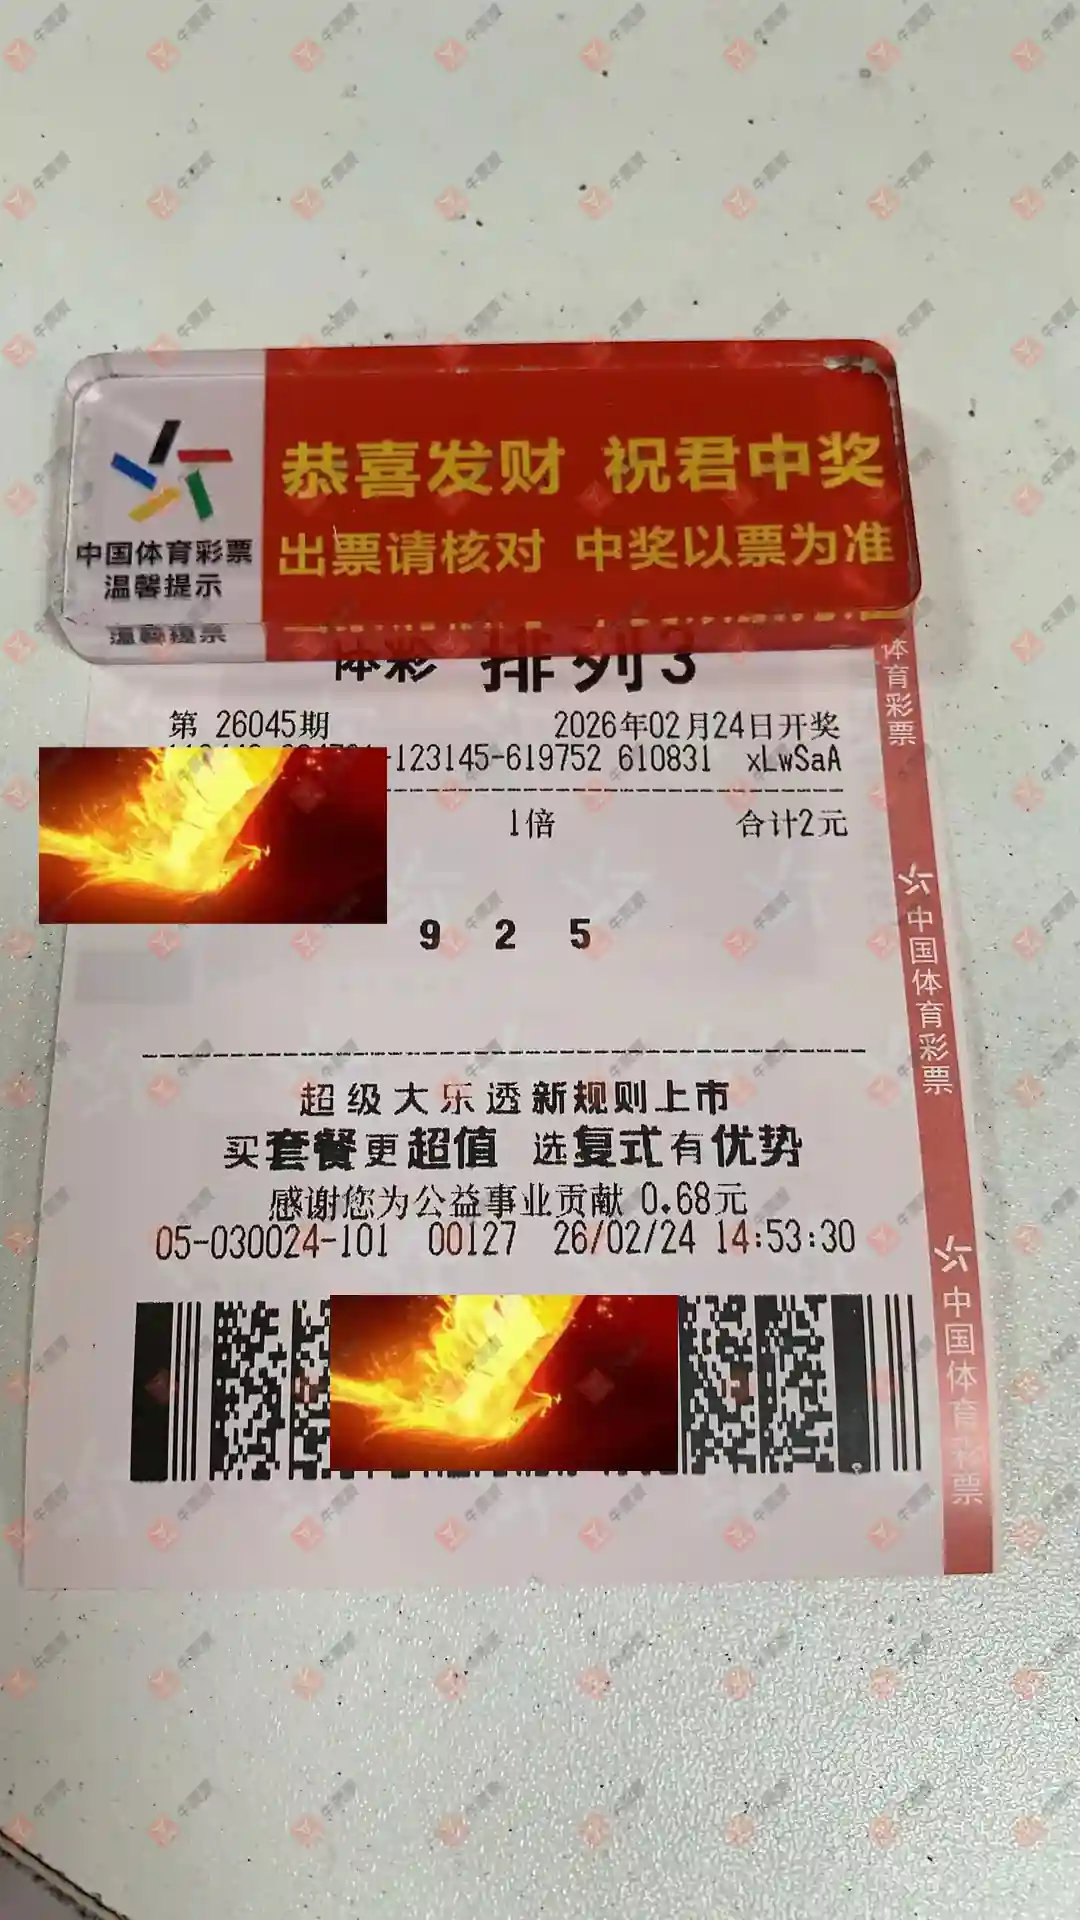 恭喜发财 祝君中奖
出票请核对 中奖以票为准
中国体育彩票
温馨提示
体彩 排列3
第 26045期 2026年02月24日开奖
-123145-619752 610831 xLwSaA
1倍 合计2元
9 2 5
超级大乐透新规则上市
买套餐更超值 选复式有优势
感谢您为公益事业贡献 0.68元
05-030024-101 00127 26/02/24 14:53:30
体育彩票
中国体育彩票
中国体育彩票